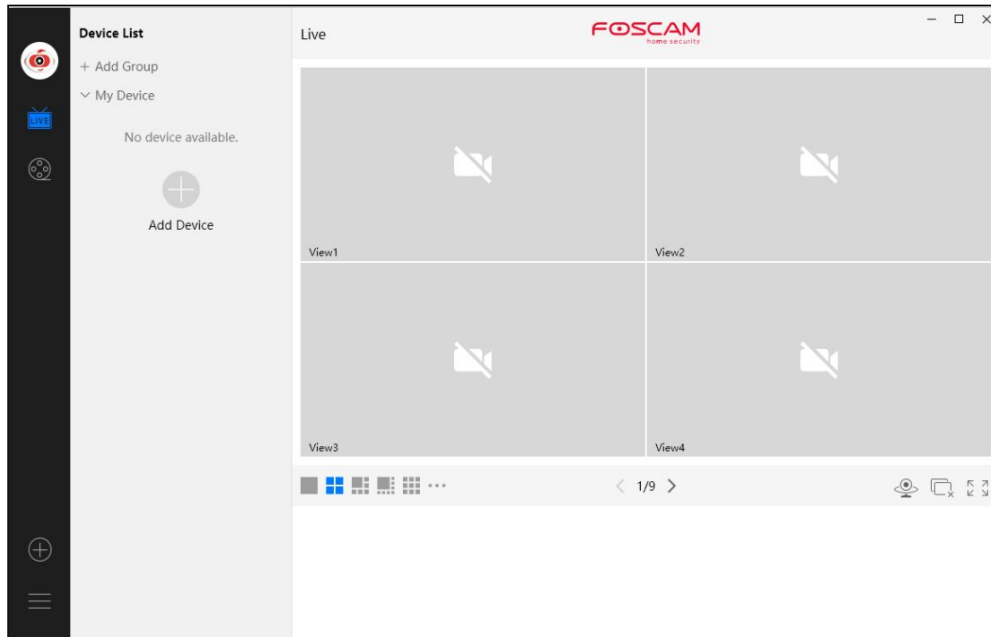 Device List
Live
FOSCAM
home security
+ Add Group
My Device
LIVE
No device available.
Add Device
View1
View2
View3
View4
1/9